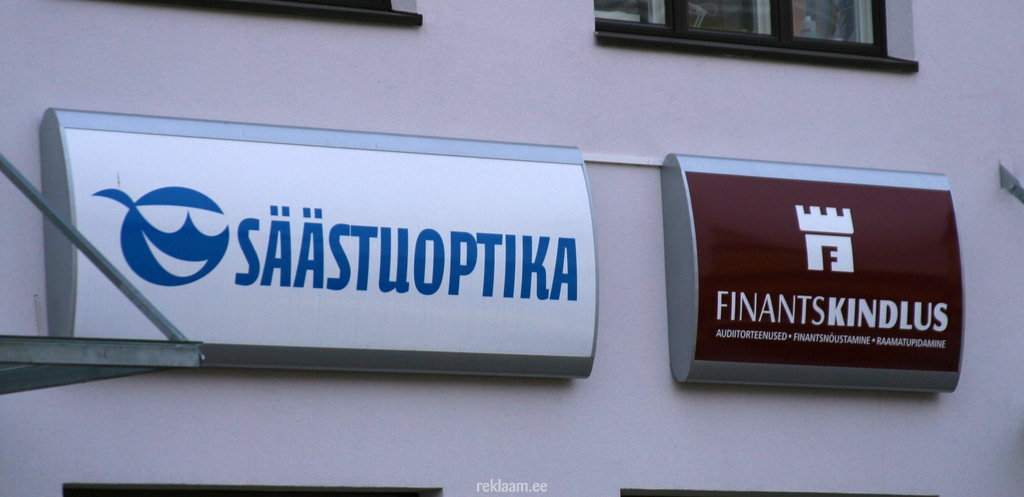 SÄÄSTUOPTIKA
F
FINANTSKINDLUS
AUDIITORTEENUSED • FINANTSNÕUSTAMINE • RAAMATUPIDAMINE
reklaam.ee